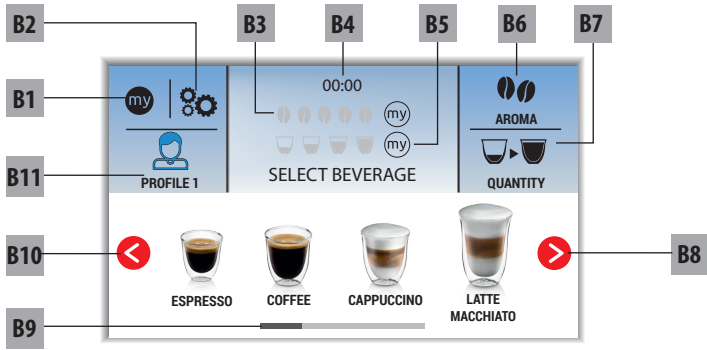 B2
B3
B4
B5
B6
B7
B1
my
00:00
my
my
AROMA
B11
PROFILE 1
SELECT BEVERAGE
QUANTITY
B10
B8
ESPRESSO
COFFEE
CAPPUCCINO
LATTE
MACCHIATO
B9